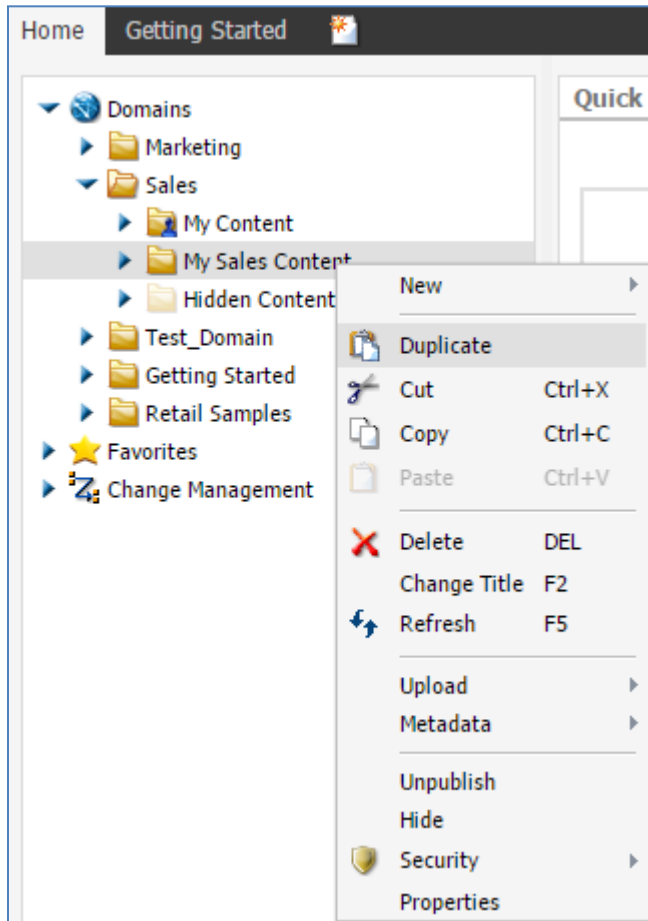 Home Getting Started
Quick
Domains
Marketing
Sales
My Content
My Sales Content
Hidden Content
Test_Domain
Getting Started
Retail Samples
Favorites
Change Management
New
Duplicate
Cut Ctrl+X
Copy Ctrl+C
Paste Ctrl+V
Delete DEL
Change Title F2
Refresh F5
Upload
Metadata
Unpublish
Hide
Security
Properties